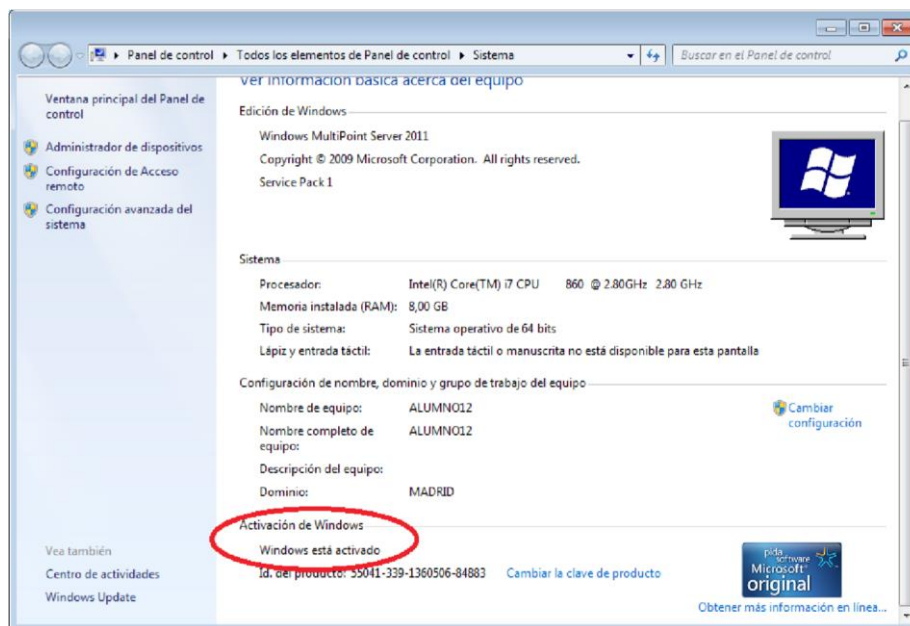 Panel de control ▸ Todos los elementos de Panel de control ▸ Sistema
Buscar en el Panel de control
Ventana principal del Panel de
control
Administrador de dispositivos
Configuración de Acceso
remoto
Configuración avanzada del
sistema
Vea también
Centro de actividades
Windows Update
Ver información básica acerca del equipo
Edición de Windows
Windows MultiPoint Server 2011
Copyright © 2009 Microsoft Corporation. All rights reserved.
Service Pack 1
Sistema
Procesador: Intel(R) Core(TM) i7 CPU 860 @ 2.80GHz 2.80 GHz
Memoria instalada (RAM): 8,00 GB
Tipo de sistema: Sistema operativo de 64 bits
Lápiz y entrada táctil: La entrada táctil o manuscrita no está disponible para esta pantalla
Configuración de nombre, dominio y grupo de trabajo del equipo
Nombre de equipo: ALUMNO12
Cambiar
configuración
Nombre completo de
equipo: ALUMNO12
Descripción del equipo:
Dominio: MADRID
Activación de Windows
Windows está activado
Id. del producto: 55041-339-1360506-84883 Cambiar la clave de producto
pida
software
Microsoft
original
Obtener más información en línea...